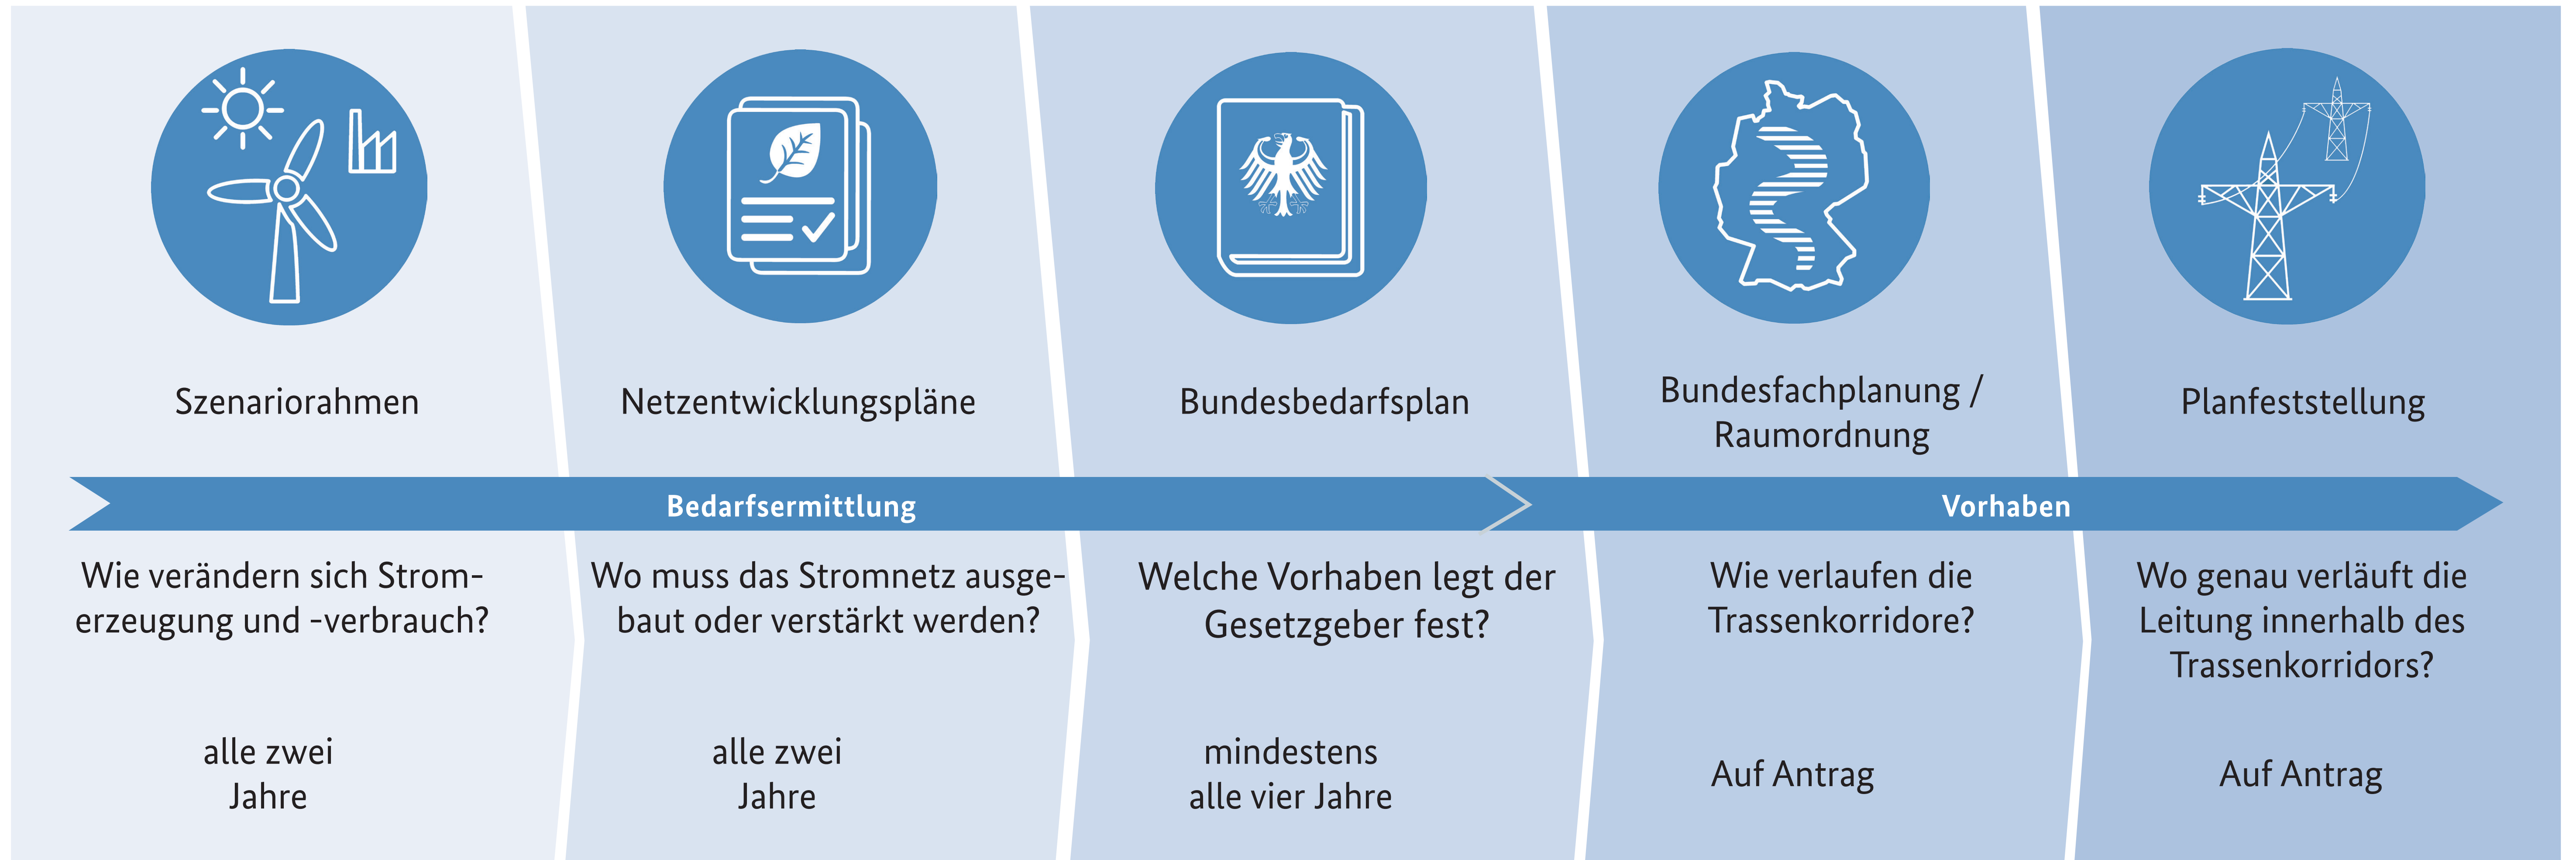 Szenariorahmen
Netzentwicklungspläne
Bundesbedarfsplan
Bundesfachplanung /
Raumordnung
Planfeststellung
Bedarfsermittlung
Vorhaben
Wie verändern sich Strom-
erzeugung und -verbrauch?
Wo muss das Stromnetz ausge-
baut oder verstärkt werden?
Welche Vorhaben legt der
Gesetzgeber fest?
Wie verlaufen die
Trassenkorridore?
Wo genau verläuft die
Leitung innerhalb des
Trassenkorridors?
alle zwei
Jahre
alle zwei
Jahre
mindestens
alle vier Jahre
Auf Antrag
Auf Antrag